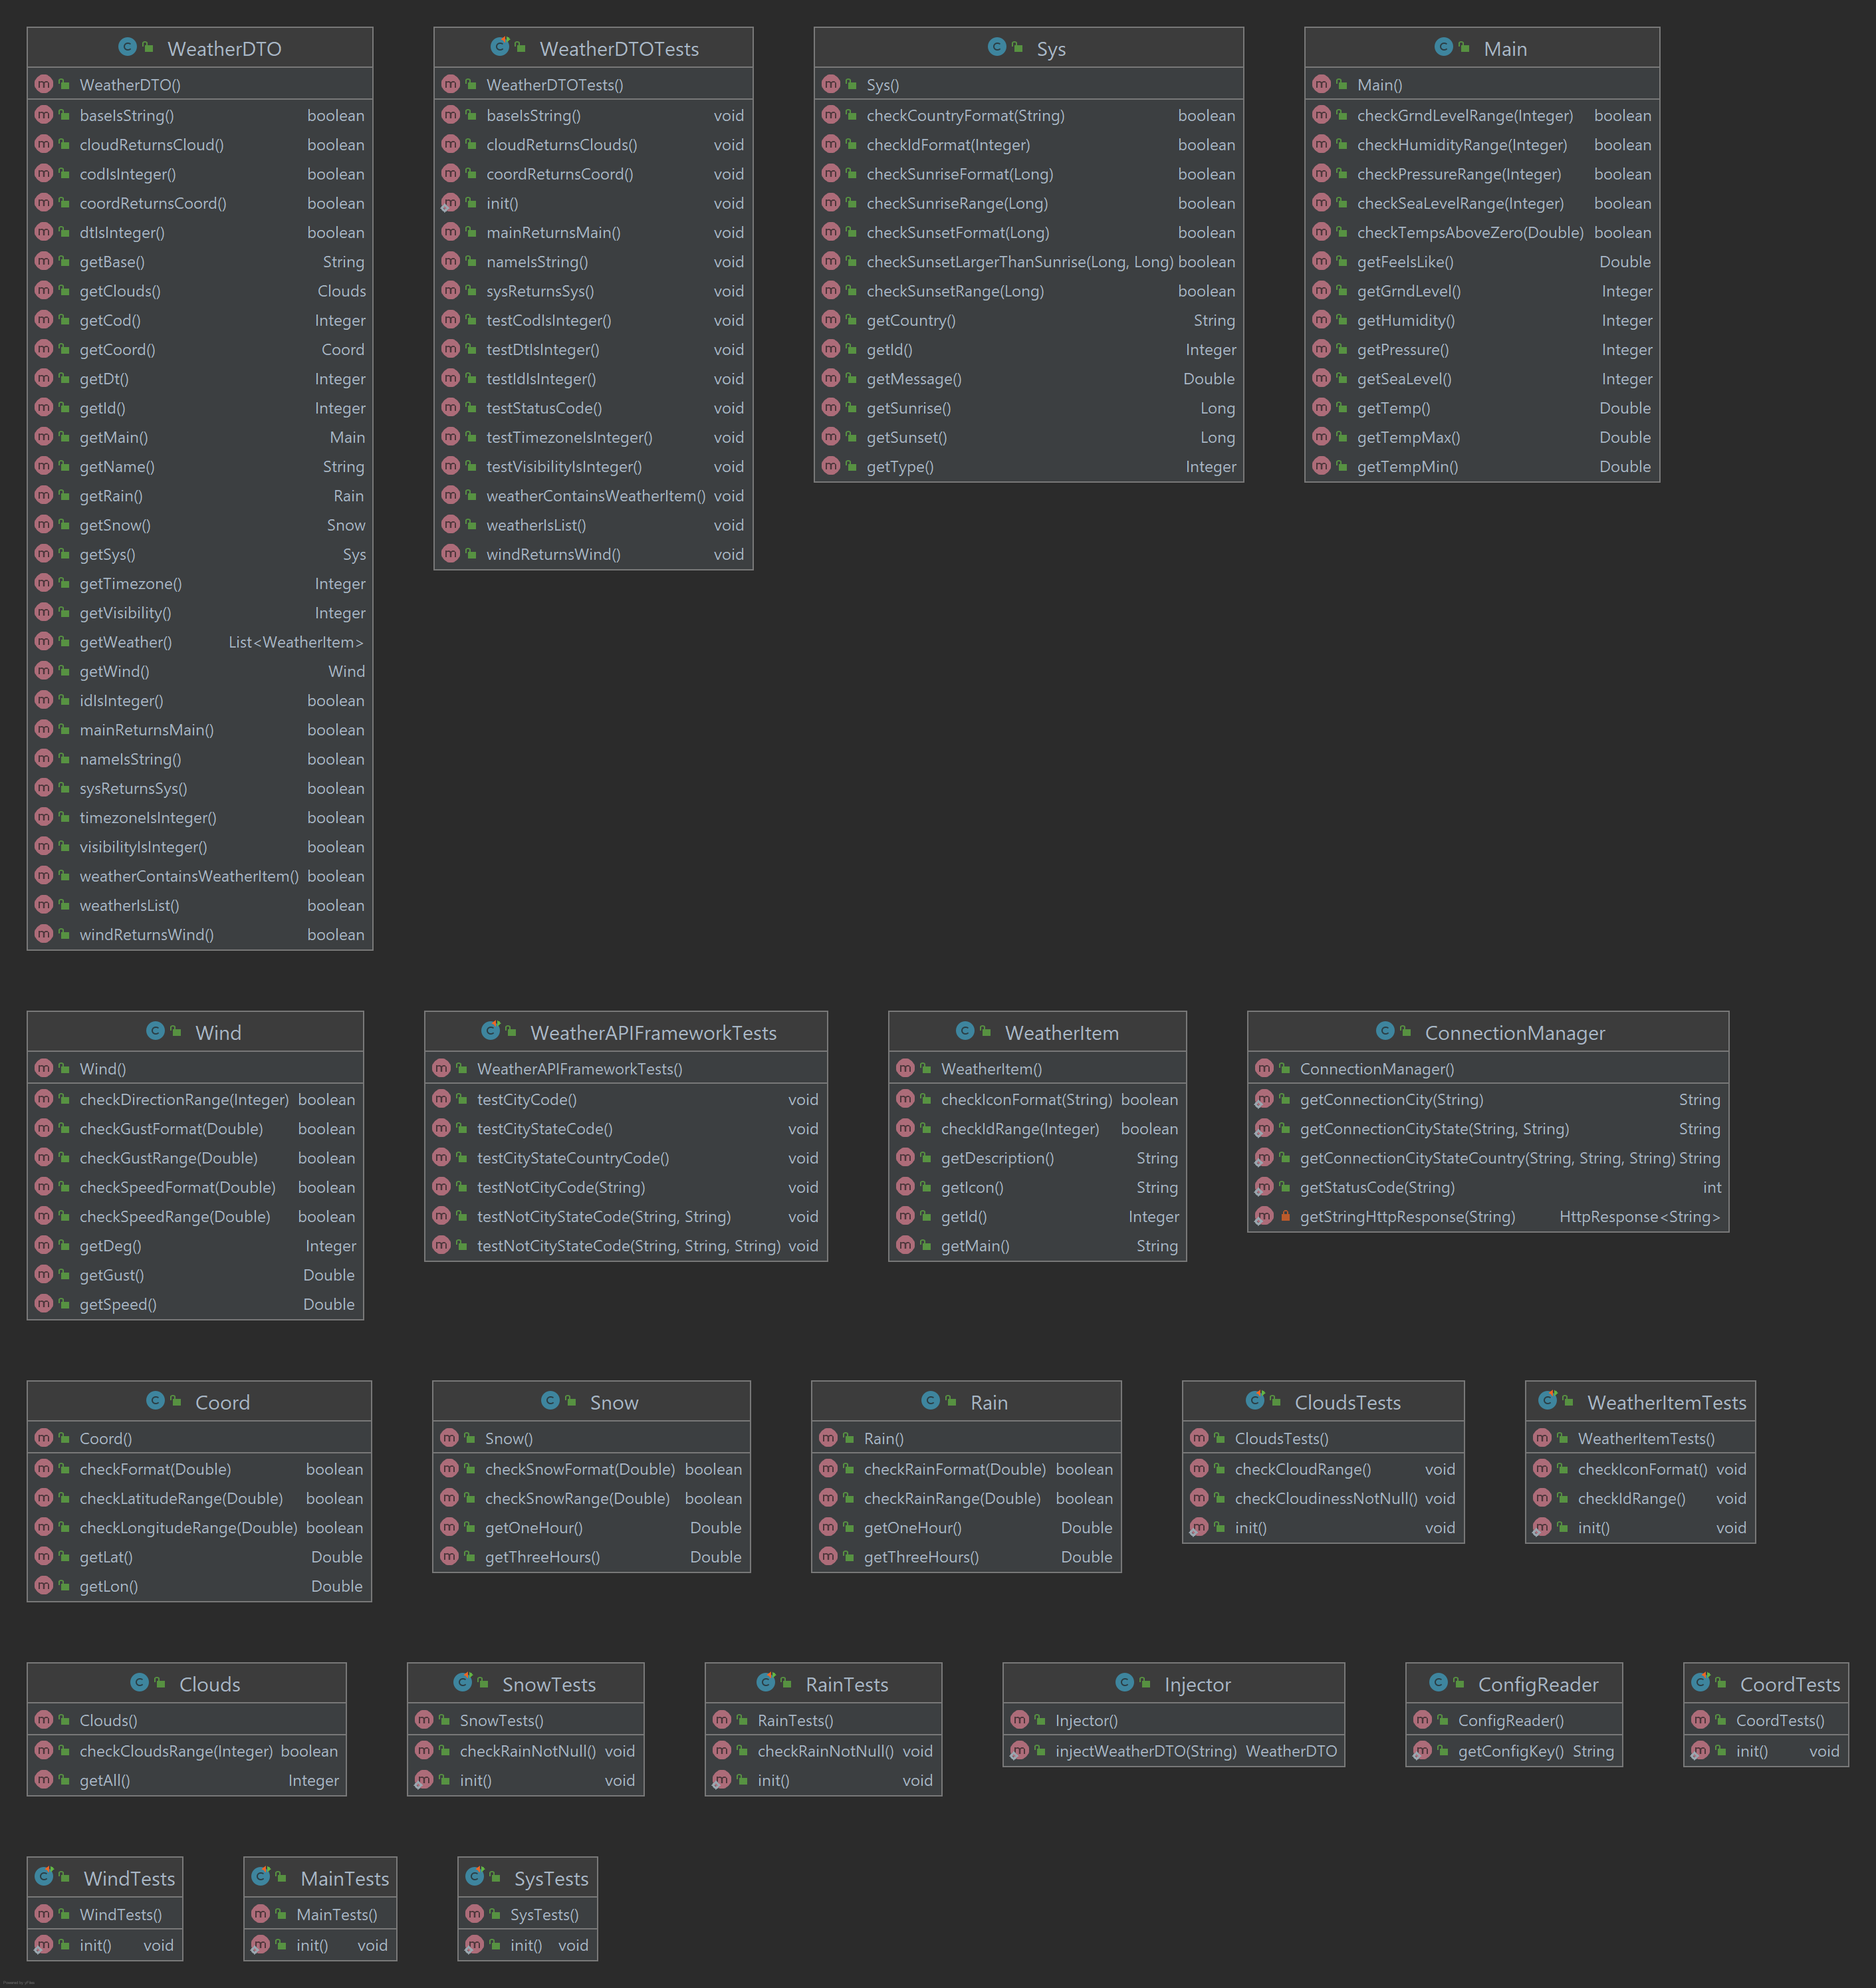 WeatherDTO
WeatherDTO()
baseIsString() boolean
cloudReturnsCloud() boolean
codIsInteger() boolean
coordReturnsCoord() boolean
dtIsInteger() boolean
getBase() String
getClouds() Clouds
getCod() Integer
getCoord() Coord
getDt() Integer
getId() Integer
getMain() Main
getName() String
getRain() Rain
getSnow() Snow
getSys() Sys
getTimezone() Integer
getVisibility() Integer
getWeather() List<WeatherItem>
getWind() Wind
idIsInteger() boolean
mainReturnsMain() boolean
nameIsString() boolean
sysReturnsSys() boolean
timezoneIsInteger() boolean
visibilityIsInteger() boolean
weatherContainsWeatherItem() boolean
weatherIsList() boolean
windReturnsWind() boolean
WeatherDTOTests
WeatherDTOTests()
baseIsString() void
cloudReturnsClouds() void
coordReturnsCoord() void
init() void
mainReturnsMain() void
nameIsString() void
sysReturnsSys() void
testCodIsInteger() void
testDtIsInteger() void
testIdIsInteger() void
testStatusCode() void
testTimezoneIsInteger() void
testVisibilityIsInteger() void
weatherContainsWeatherItem() void
weatherIsList() void
windReturnsWind() void
Sys
Sys()
checkCountryFormat(String) boolean
checkIdFormat(Integer) boolean
checkSunriseFormat(Long) boolean
checkSunriseRange(Long) boolean
checkSunsetFormat(Long) boolean
checkSunsetLargerThanSunrise(Long, Long) boolean
checkSunsetRange(Long) boolean
getCountry() String
getId() Integer
getMessage() Double
getSunrise() Long
getSunset() Long
getType() Integer
Main
Main()
checkGrndLevelRange(Integer) boolean
checkHumidityRange(Integer) boolean
checkPressureRange(Integer) boolean
checkSeaLevelRange(Integer) boolean
checkTempsAboveZero(Double) boolean
getFeelsLike() Double
getGrndLevel() Integer
getHumidity() Integer
getPressure() Integer
getSeaLevel() Integer
getTemp() Double
getTempMax() Double
getTempMin() Double
Wind
Wind()
checkDirectionRange(Integer) boolean
checkGustFormat(Double) boolean
checkGustRange(Double) boolean
checkSpeedFormat(Double) boolean
checkSpeedRange(Double) boolean
getDeg() Integer
getGust() Double
getSpeed() Double
WeatherAPIFrameworkTests
WeatherAPIFrameworkTests()
testCityCode() void
testCityStateCode() void
testCityStateCountryCode() void
testNotCityCode(String) void
testNotCityStateCode(String, String) void
testNotCityStateCode(String, String, String) void
WeatherItem
WeatherItem()
checkIconFormat(String) boolean
checkIdRange(Integer) boolean
getDescription() String
getIcon() String
getId() Integer
getMain() String
ConnectionManager
ConnectionManager()
getConnectionCity(String) String
getConnectionCityState(String, String) String
getConnectionCityStateCountry(String, String, String) String
getStatusCode(String) int
getStringHttpResponse(String) HttpResponse<String>
Coord
Coord()
checkFormat(Double) boolean
checkLatitudeRange(Double) boolean
checkLongitudeRange(Double) boolean
getLat() Double
getLon() Double
Snow
Snow()
checkSnowFormat(Double) boolean
checkSnowRange(Double) boolean
getOneHour() Double
getThreeHours() Double
Rain
Rain()
checkRainFormat(Double) boolean
checkRainRange(Double) boolean
getOneHour() Double
getThreeHours() Double
CloudsTests
CloudsTests()
checkCloudRange() void
checkCloudinessNotNull() void
init() void
WeatherItemTests
WeatherItemTests()
checkIconFormat() void
checkIdRange() void
init() void
Clouds
Clouds()
checkCloudsRange(Integer) boolean
getAll() Integer
SnowTests
SnowTests()
checkRainNotNull() void
init() void
RainTests
RainTests()
checkRainNotNull() void
init() void
Injector
Injector()
injectWeatherDTO(String) WeatherDTO
ConfigReader
ConfigReader()
getConfigKey() String
CoordTests
CoordTests()
init() void
WindTests
WindTests()
init() void
MainTests
MainTests()
init() void
SysTests
SysTests()
init() void